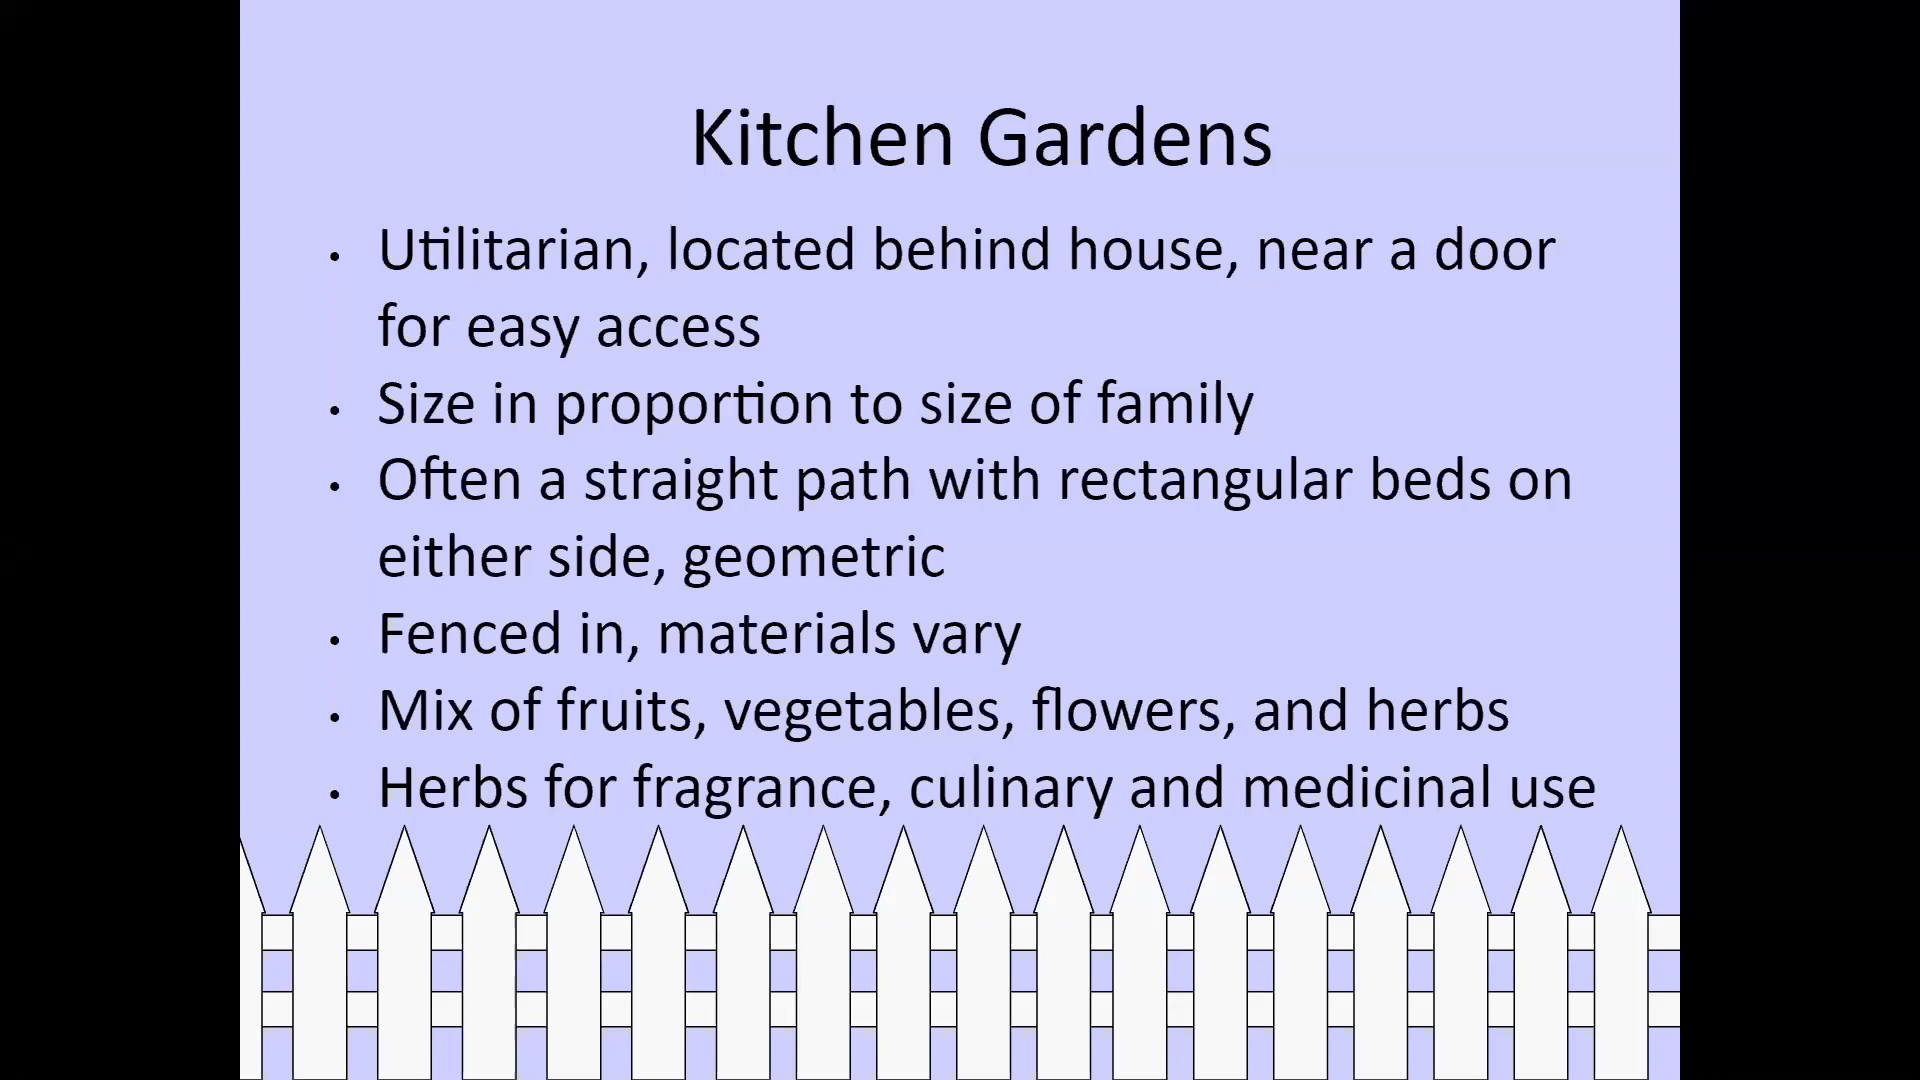 Kitchen Gardens
• Utilitarian, located behind house, near a door
for easy access
• Size in proportion to size of family
• Often a straight path with rectangular beds on
either side, geometric
• Fenced in, materials vary
• Mix of fruits, vegetables, flowers, and herbs
• Herbs for fragrance, culinary and medicinal use